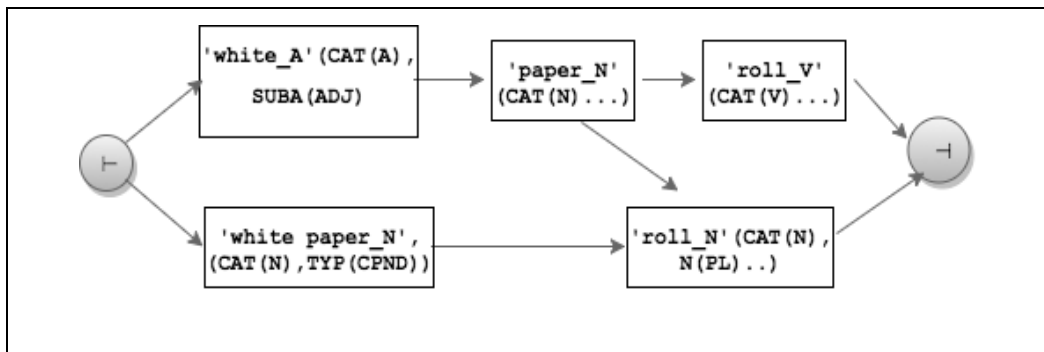 'white_A'(CAT(A),
SUBA(ADJ)
'paper_N'
(CAT(N)...)
'roll_V'
(CAT(V)...)
⊢
⊣
'white paper_N',
(CAT(N),TYP(CPND))
'roll_N'(CAT(N),
N(PL)..)